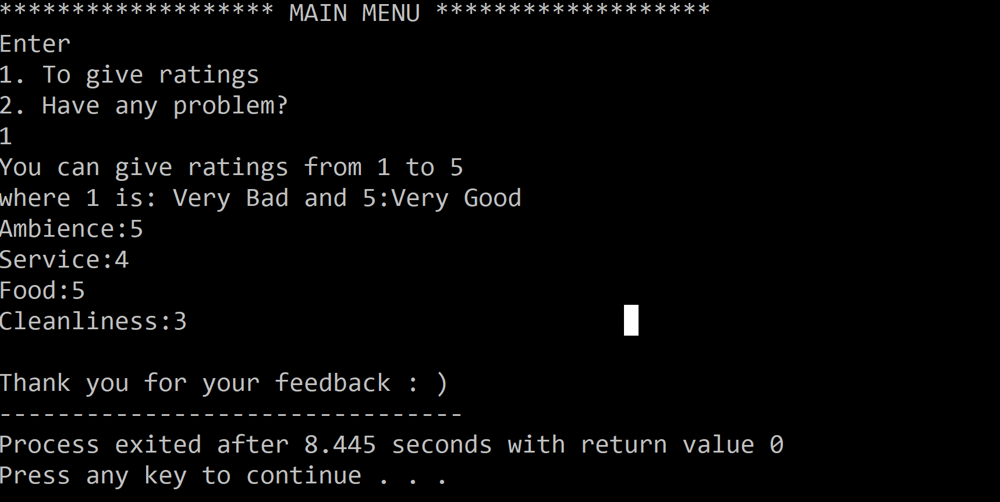 ******************* MAIN MENU *******************
Enter
1. To give ratings
2. Have any problem?
1
You can give ratings from 1 to 5
where 1 is: Very Bad and 5:Very Good
Ambience:5
Service:4
Food:5
Cleanliness:3
Thank you for your feedback : )
--------------------------------
Process exited after 8.445 seconds with return value 0
Press any key to continue . . .